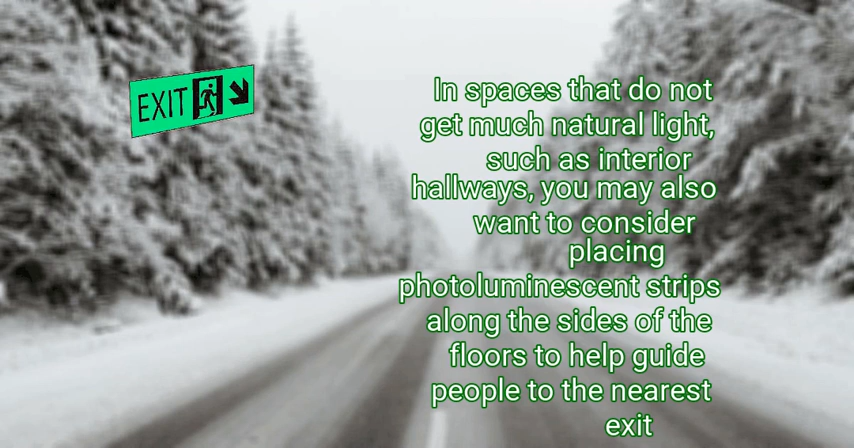 EXIT
In spaces that do not
get much natural light,
such as interior
hallways, you may also
want to consider
placing
photoluminescent strips
along the sides of the
floors to help guide
people to the nearest
exit